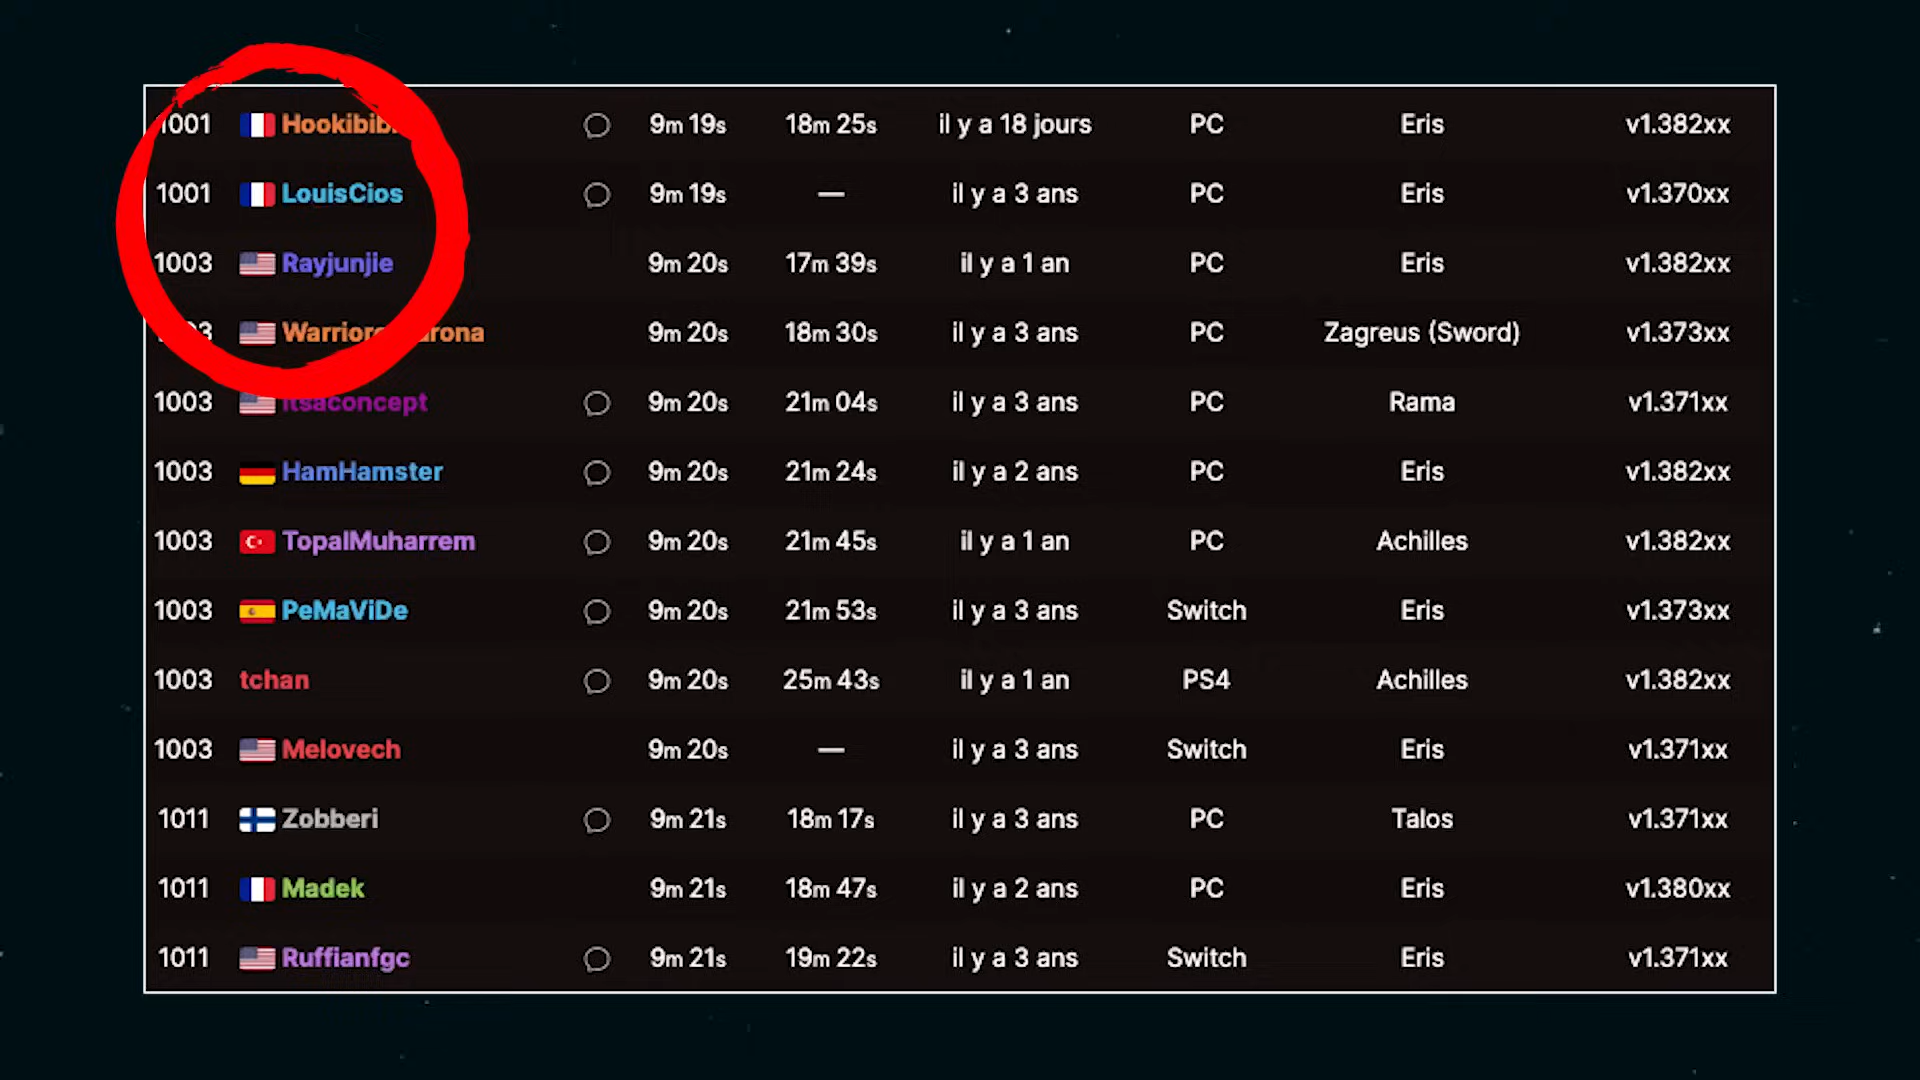 1001 9m 19s 18m 25s il y a 18 jours PC Eris v1.382xx
1001 LouisCios 9m 19s — il y a 3 ans PC Eris v1.370xx
1003 Rayjunjie 9m 20s 17m 39s il y a 1 an PC Eris v1.382xx
9m 20s 18m 30s il y a 3 ans PC Zagreus (Sword) v1.373xx
1003 itsaconcept 9m 20s 21m 04s il y a 3 ans PC Rama v1.371xx
1003 HamHamster 9m 20s 21m 24s il y a 2 ans PC Eris v1.382xx
1003 TopalMuharrem 9m 20s 21m 45s il y a 1 an PC Achilles v1.382xx
1003 PeMaViDe 9m 20s 21m 53s il y a 3 ans Switch Eris v1.373xx
1003 tchan 9m 20s 25m 43s il y a 1 an PS4 Achilles v1.382xx
1003 Melovech 9m 20s — il y a 3 ans Switch Eris v1.371xx
1011 Zobberi 9m 21s 18m 17s il y a 3 ans PC Talos v1.371xx
1011 Madek 9m 21s 18m 47s il y a 2 ans PC Eris v1.380xx
1011 Ruffianfgc 9m 21s 19m 22s il y a 3 ans Switch Eris v1.371xx